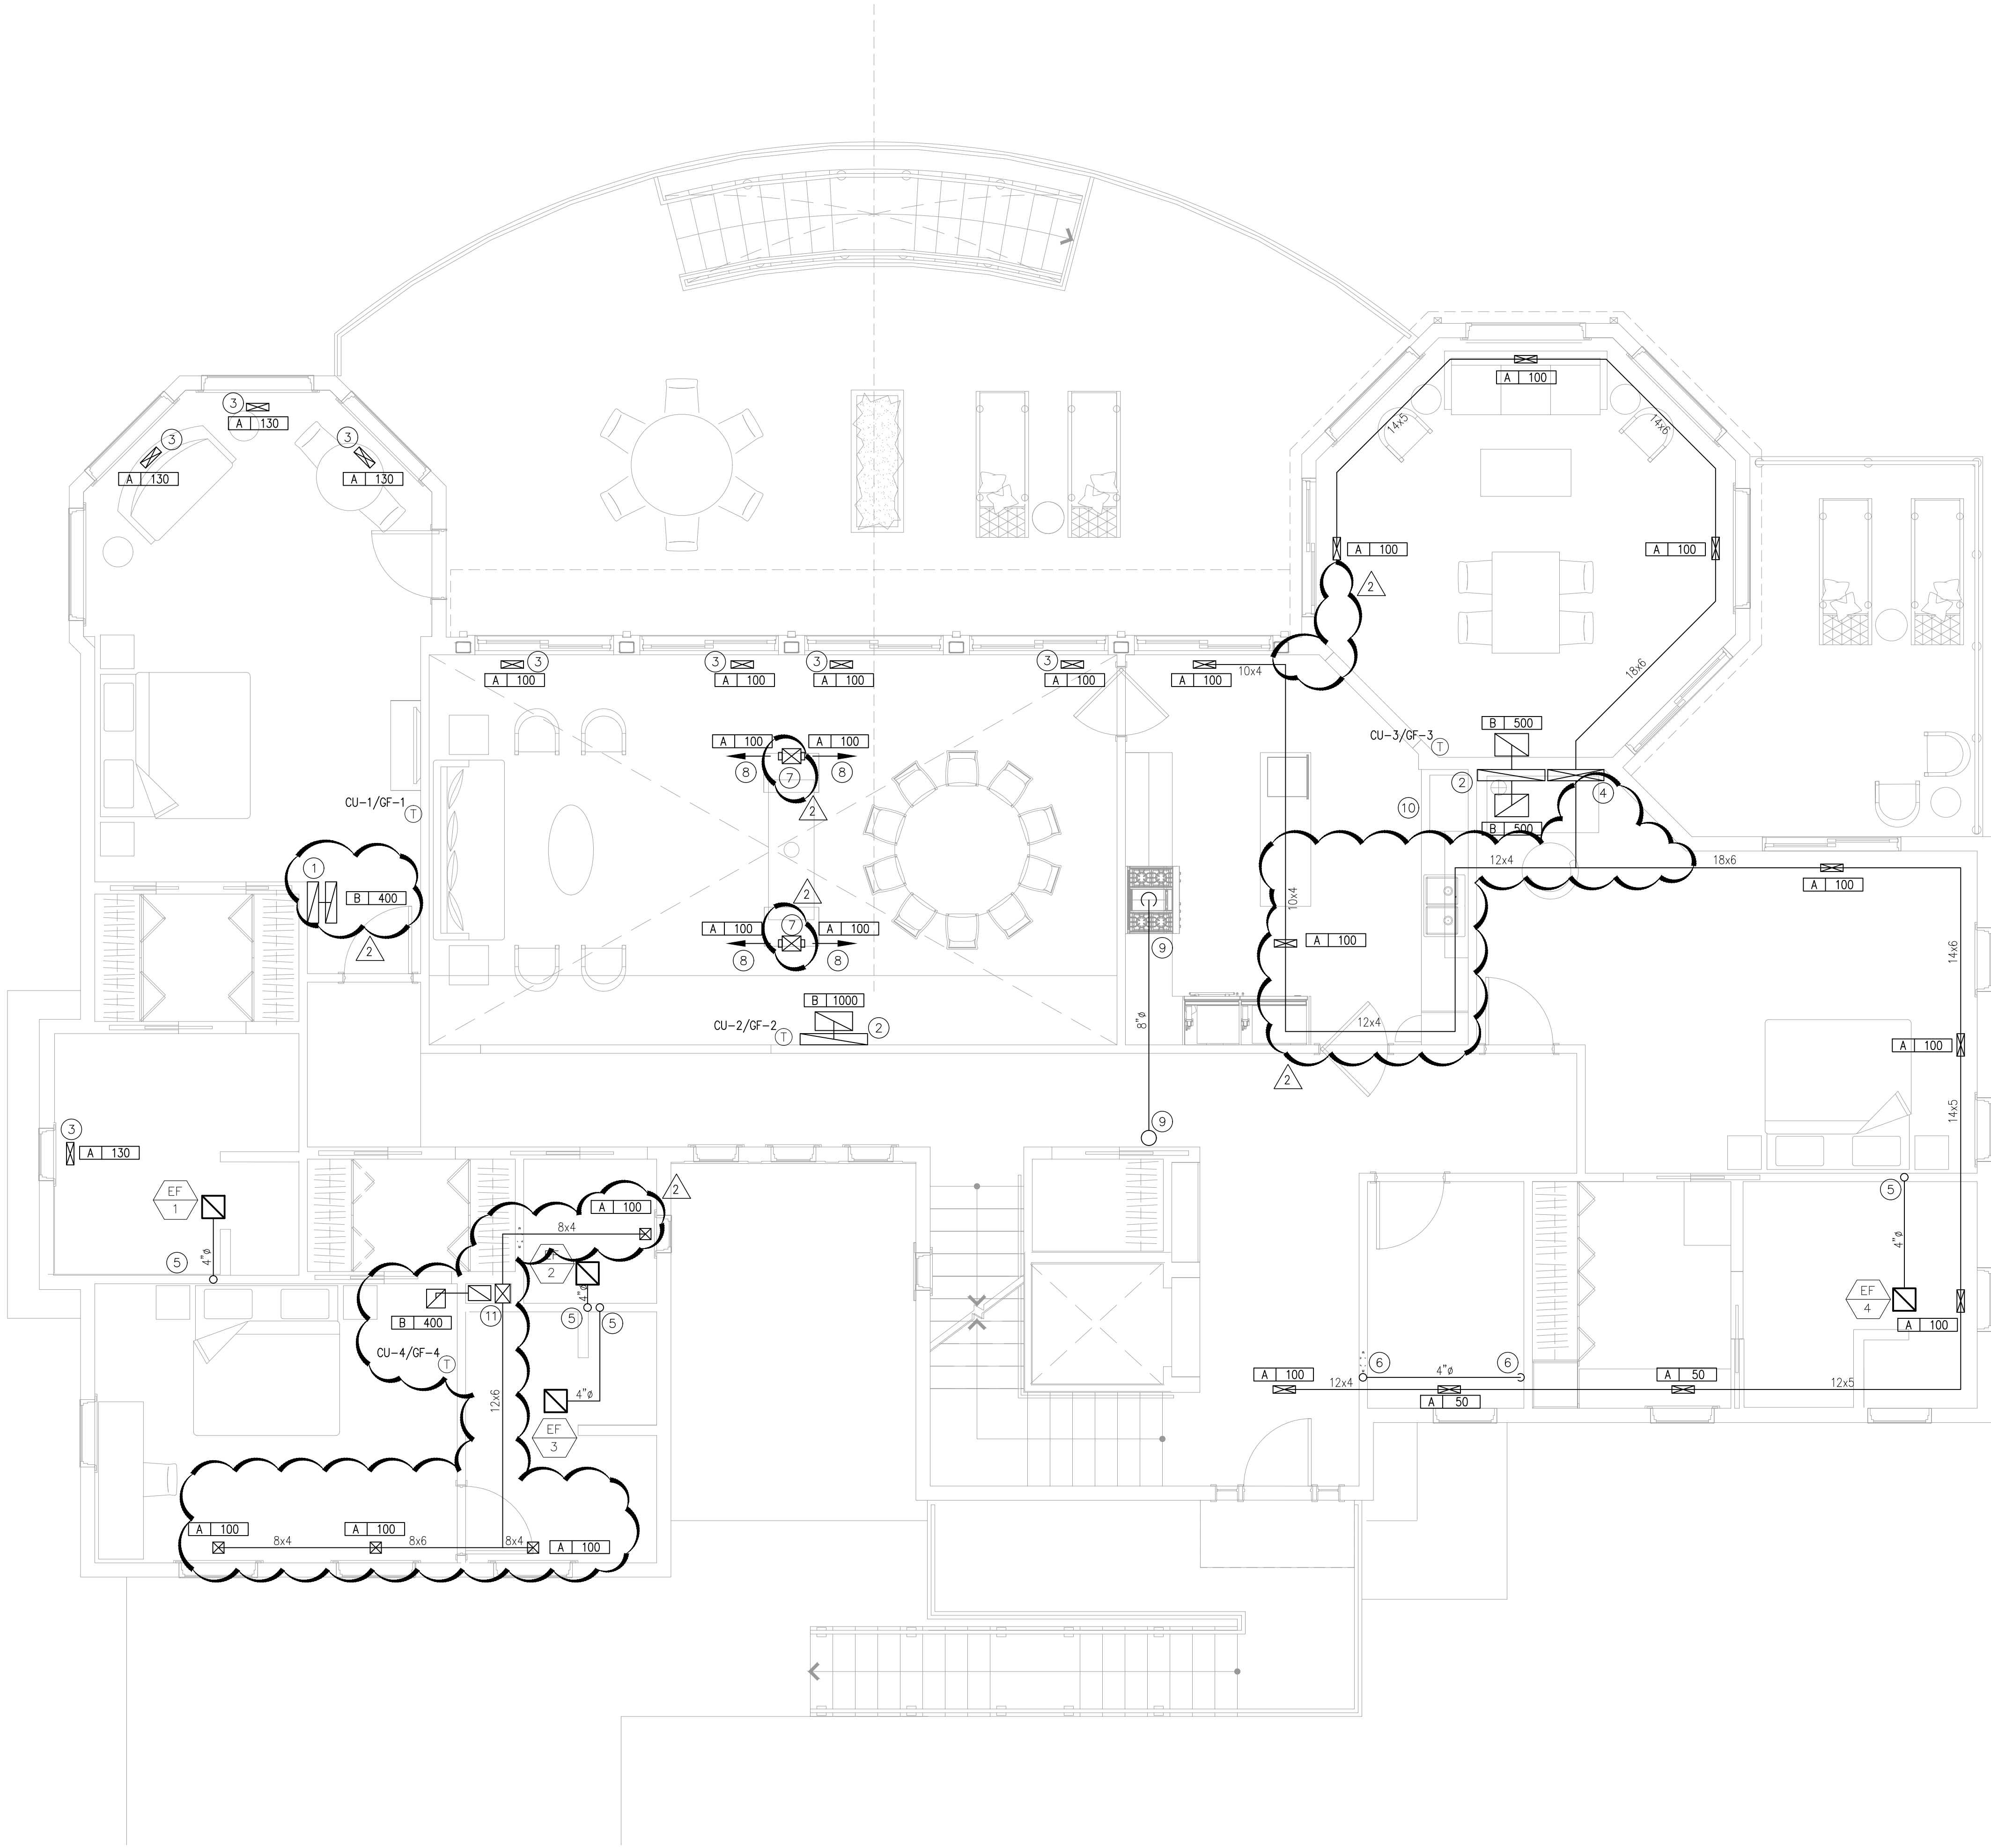 A 100
14x5
14x6
3
A 130
3
3
A 130
A 130
A 100
A 100
2
18x6
3
3
3
3
A 100
A 100
A 100
A 100
A 100
10x4
B 500
CU-3/GF-3
T
A 100
A 100
8
7
8
2
4
CU-1/GF-1
T
2
10
B 500
1
B 400
2
2
12x4
18x6
A 100
10x4
A 100
7
A 100
8
8
9
A 100
2
14x6
B 1000
CU-2/GF-2
T
2
8"ø
12x4
A 100
2
14x5
3
A 130
9
EF
1
5
4"ø
2
A 100
8x4
EF
2
4"ø
5
5
11
B 400
CU-4/GF-4
T
12x6
4"ø
EF
3
5
4"ø
EF
4
A 100
A 100
6
4"ø
6
12x4
A 50
A 50
12x5
A 100
A 100
8x4
8x6
8x4
A 100